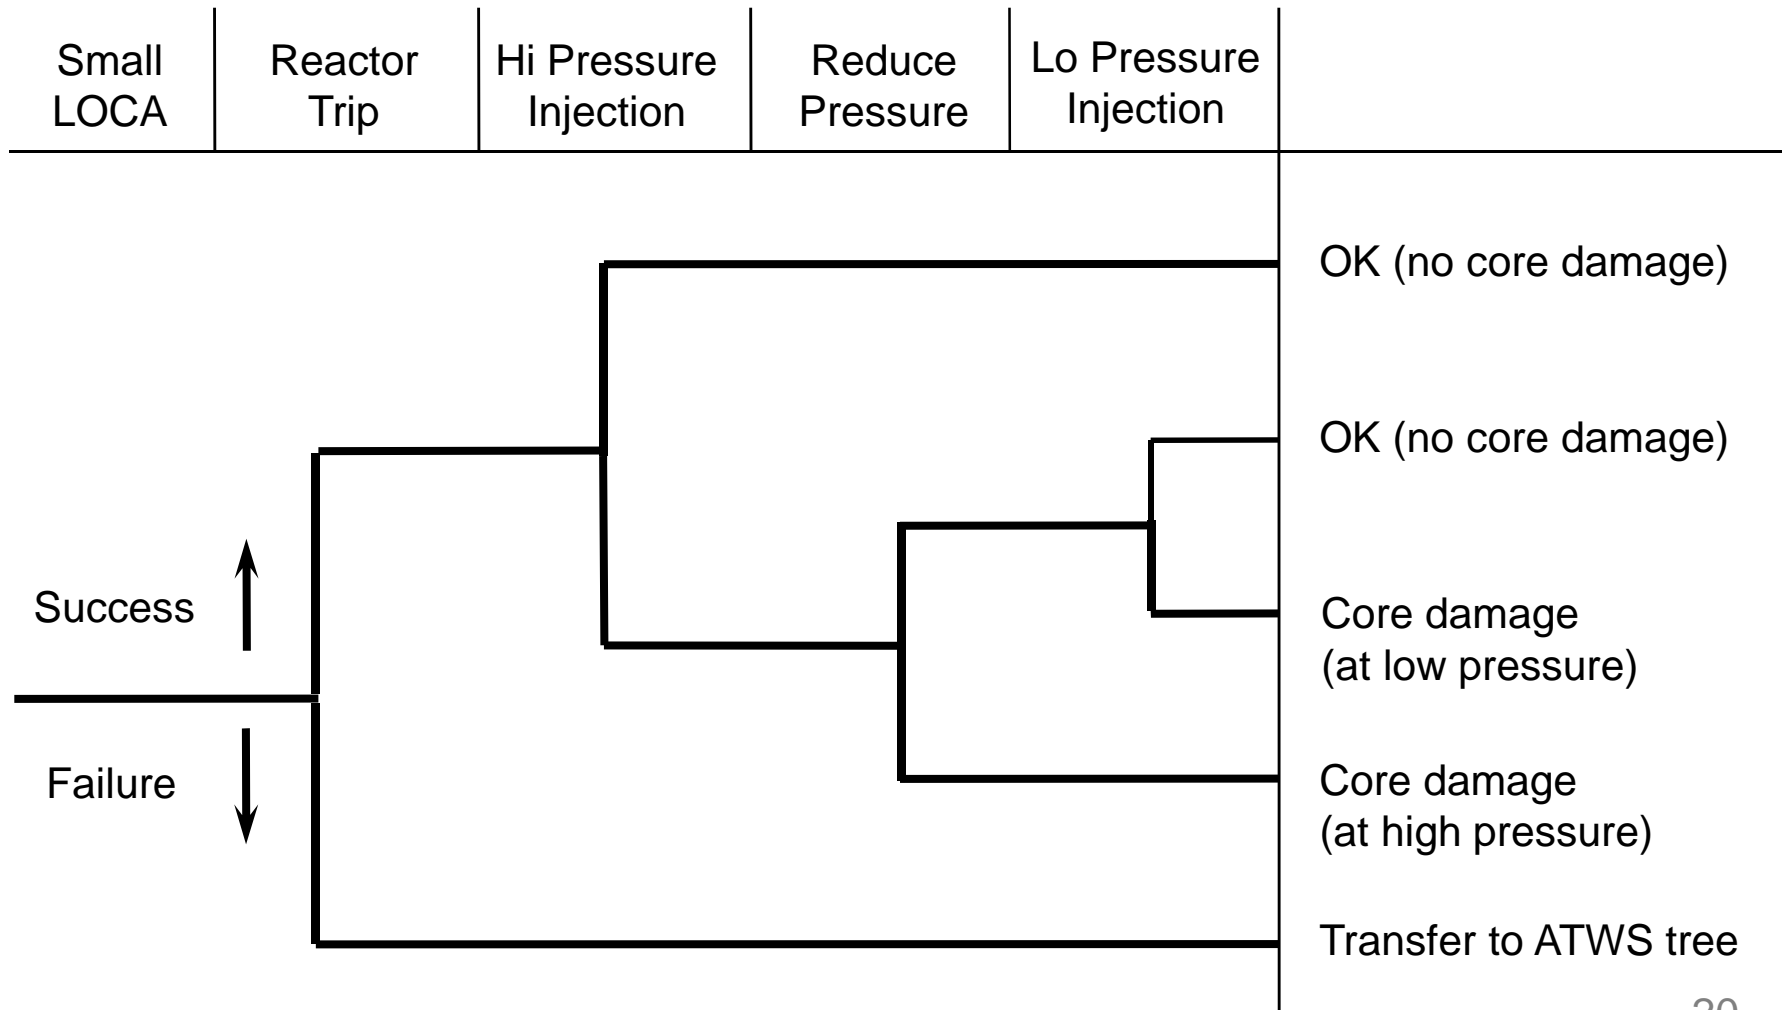 Small
LOCA
Reactor
Trip
Hi Pressure
Injection
Reduce
Pressure
Lo Pressure
Injection
OK (no core damage)
OK (no core damage)
Success
Core damage
(at low pressure)
Failure
Core damage
(at high pressure)
Transfer to ATWS tree